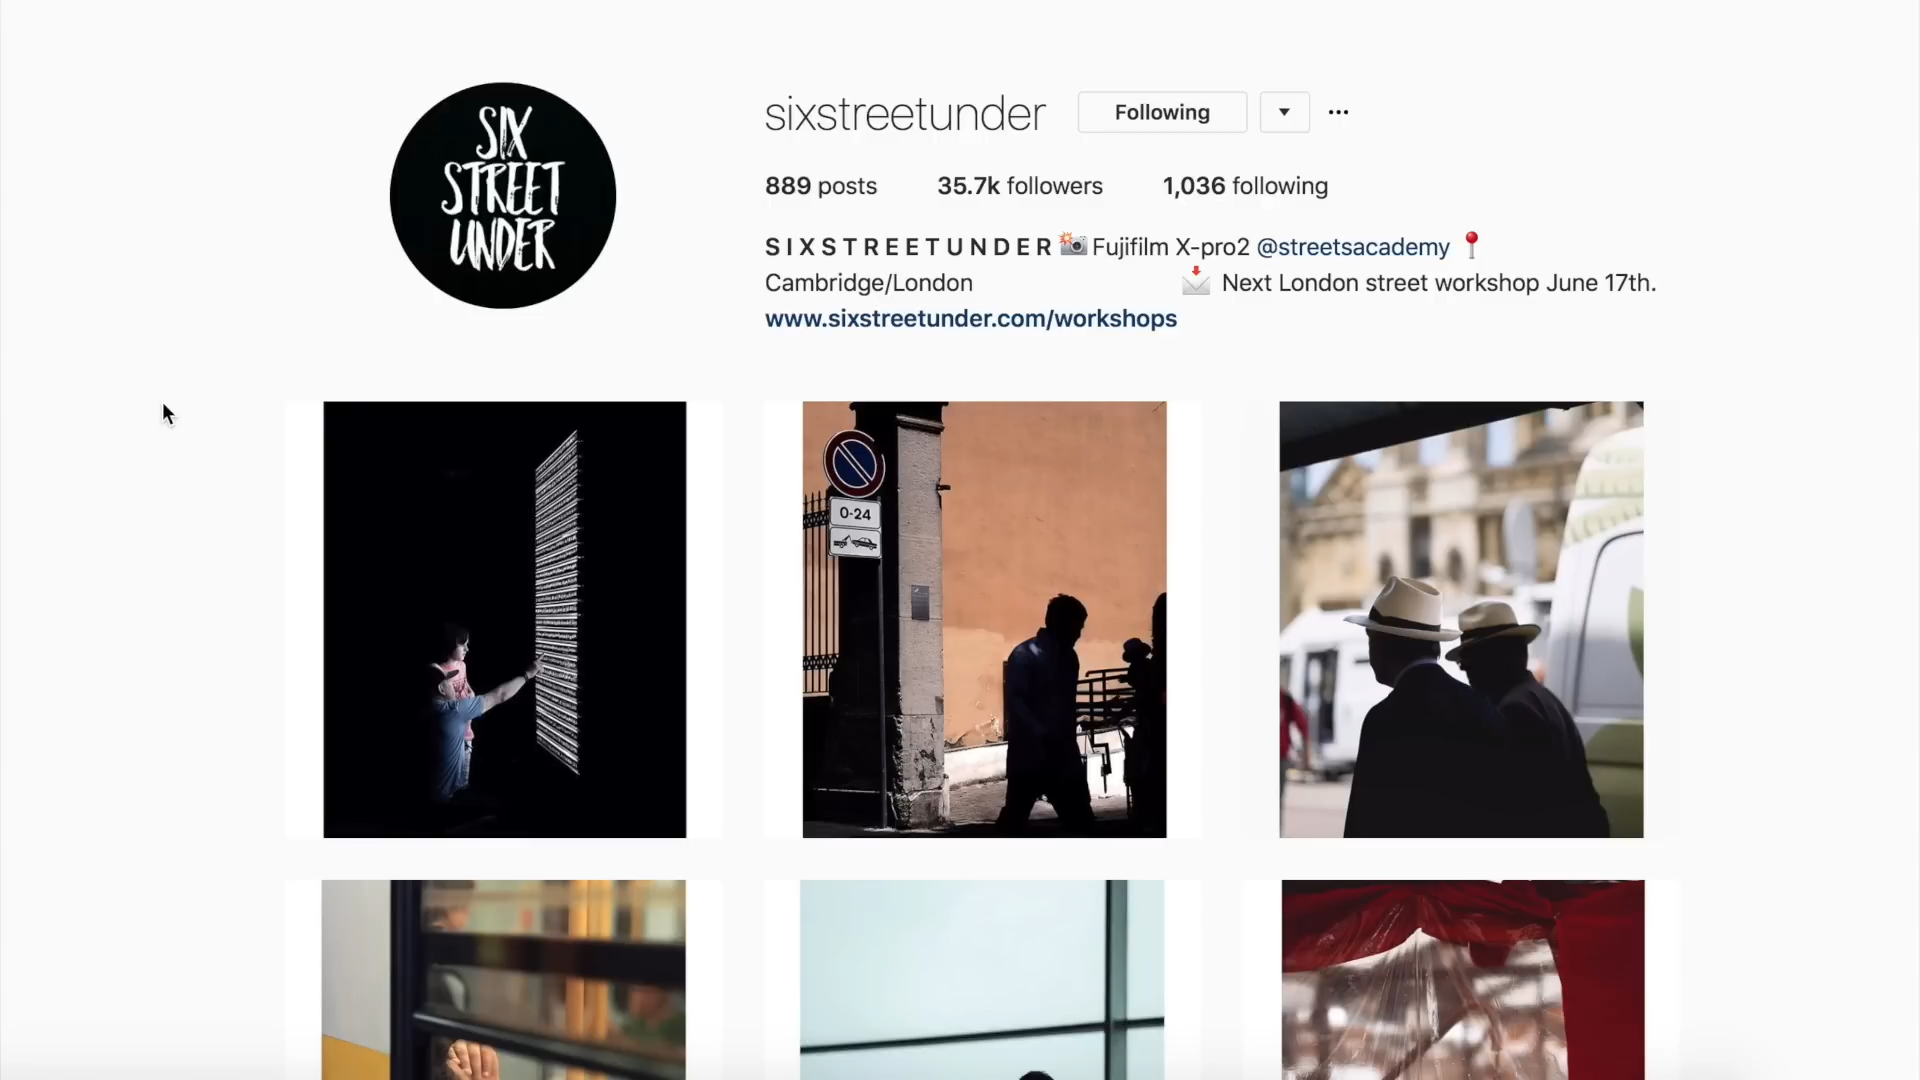 SIX
STREET
UNDER
sixstreetunder Following
889 posts 35.7k followers 1,036 following
S I X S T R E E T U N D E R 📸 Fujifilm X-pro2 @streetsacademy 📍
Cambridge/London 📩 Next London street workshop June 17th.
www.sixstreetunder.com/workshops
0-24